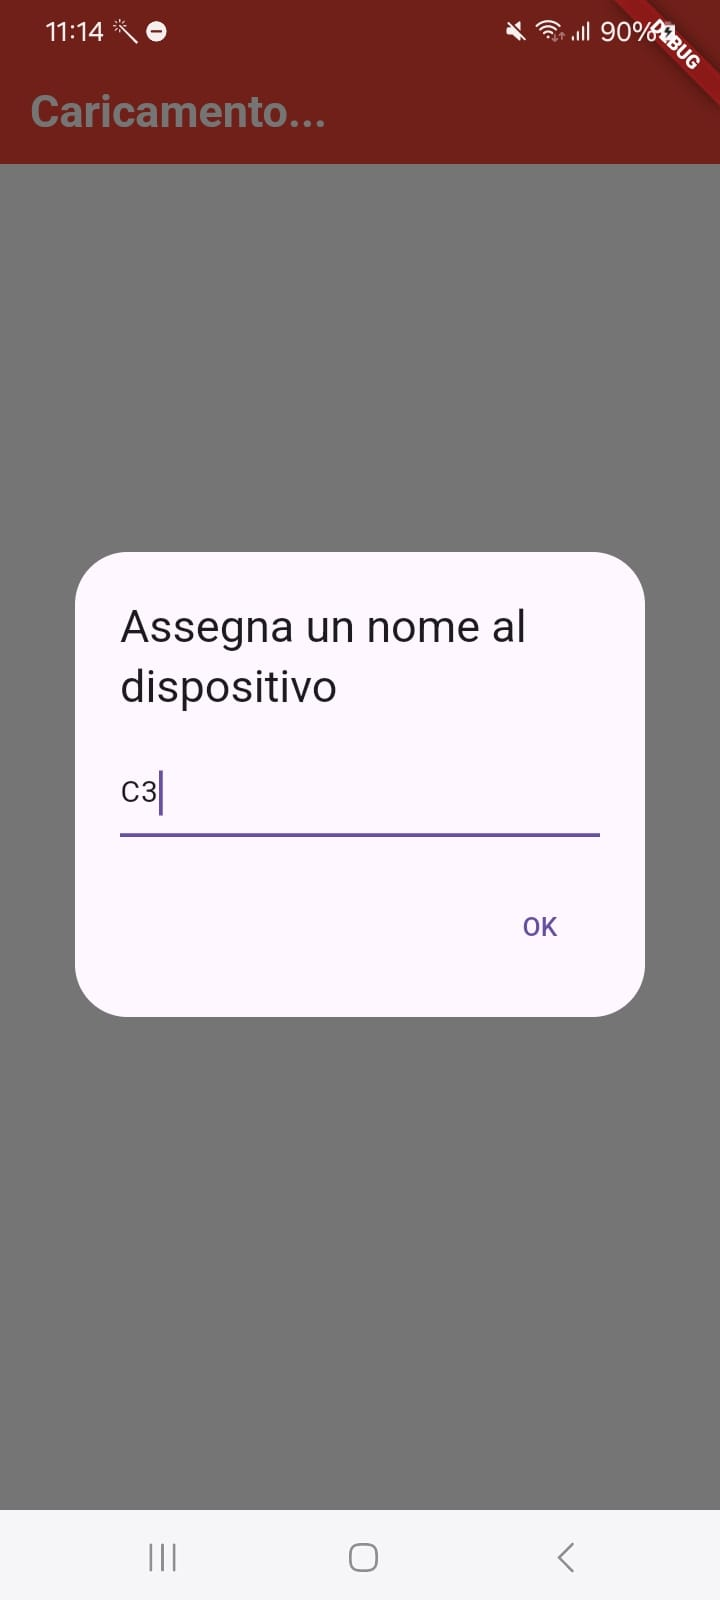 11:14 90%
DEBUG
Caricamento...
Assegna un nome al
dispositivo
C3
OK